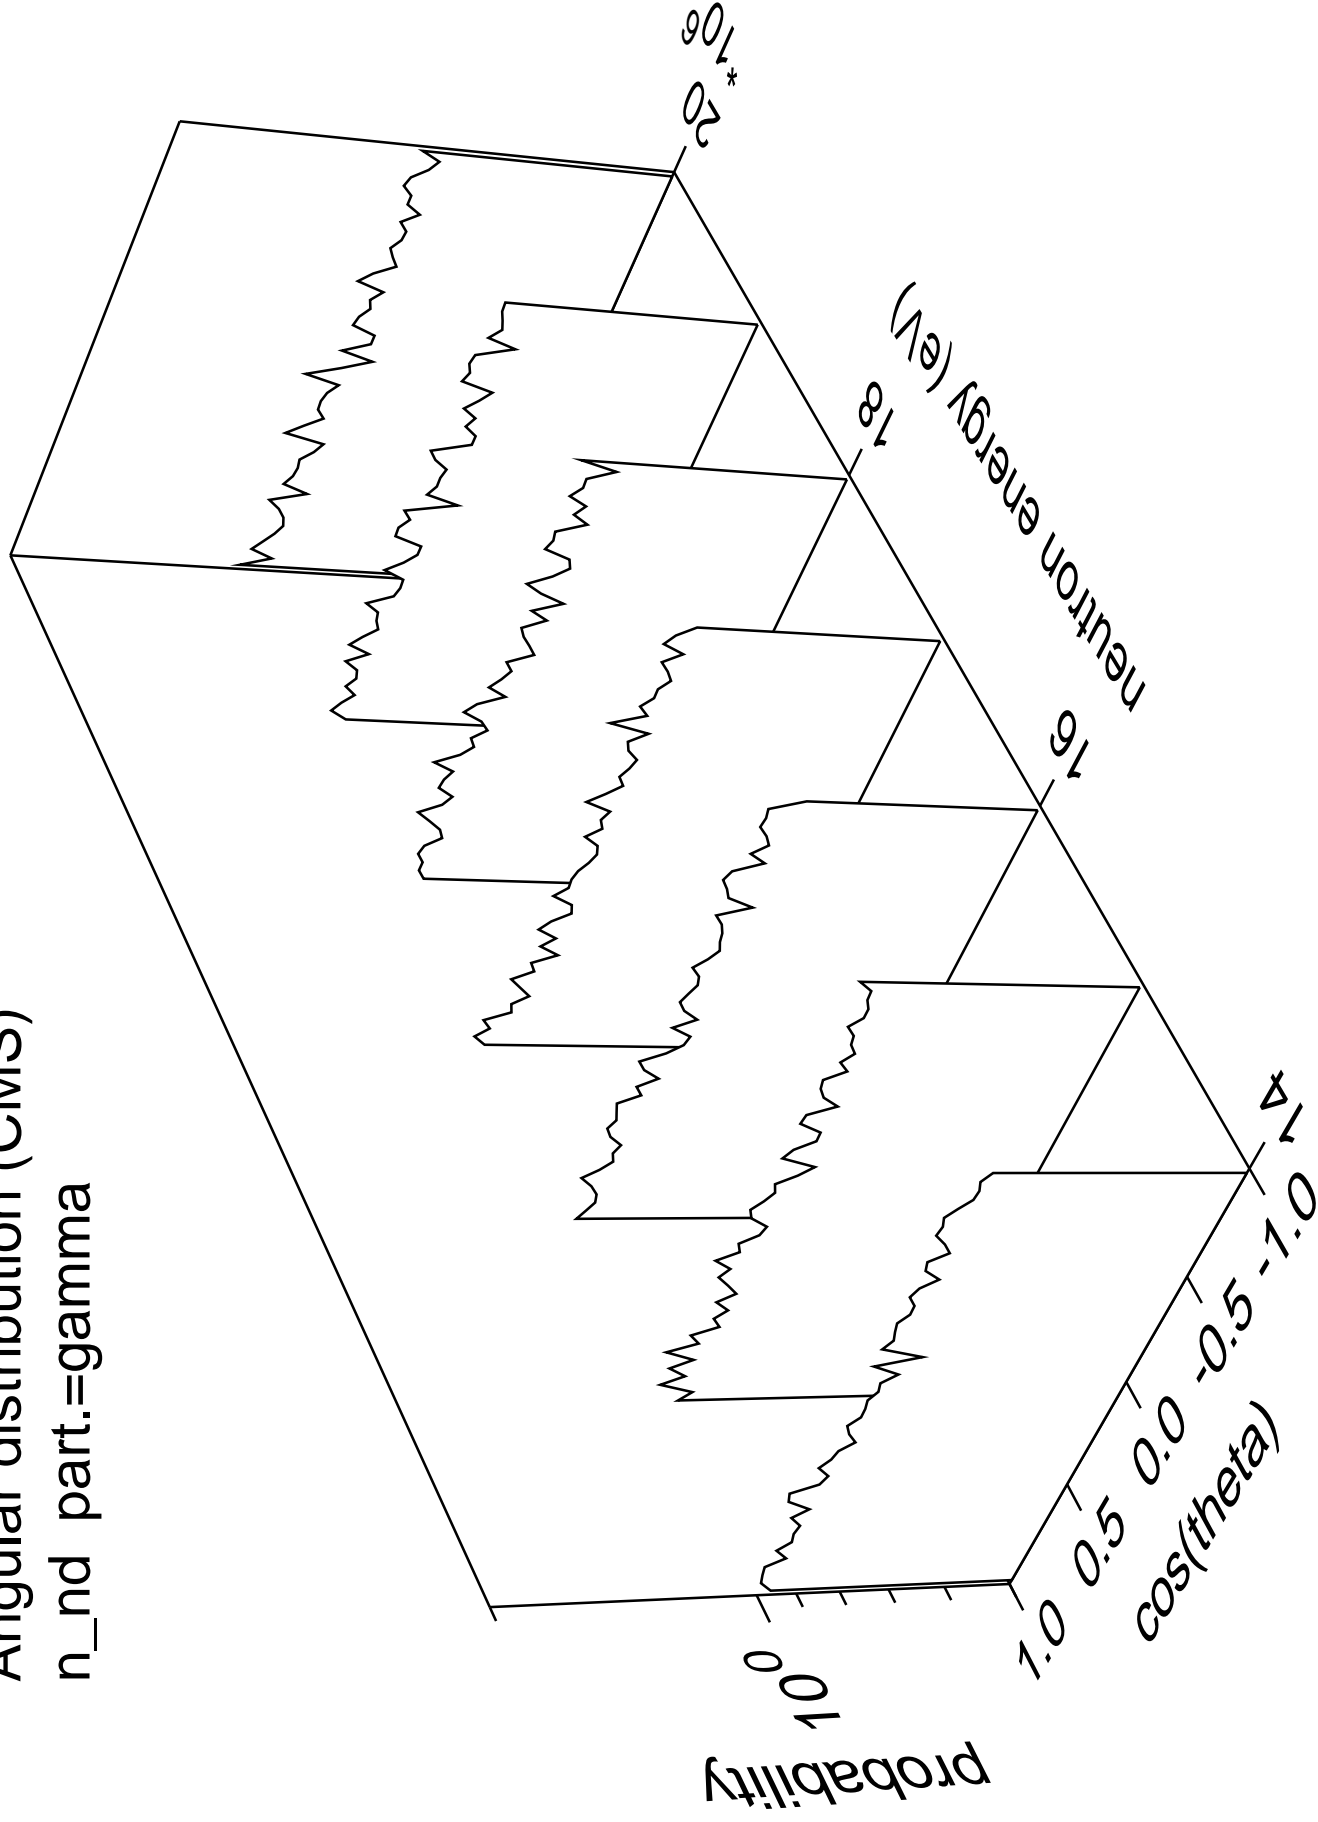 Angular distribution (CMS)
n_nd part.=gamma
probability
10^0
1.0 0.5 0.0 -0.5 -1.0
cos(theta)
14 16 18 20
* 10^6
neutron energy (eV)